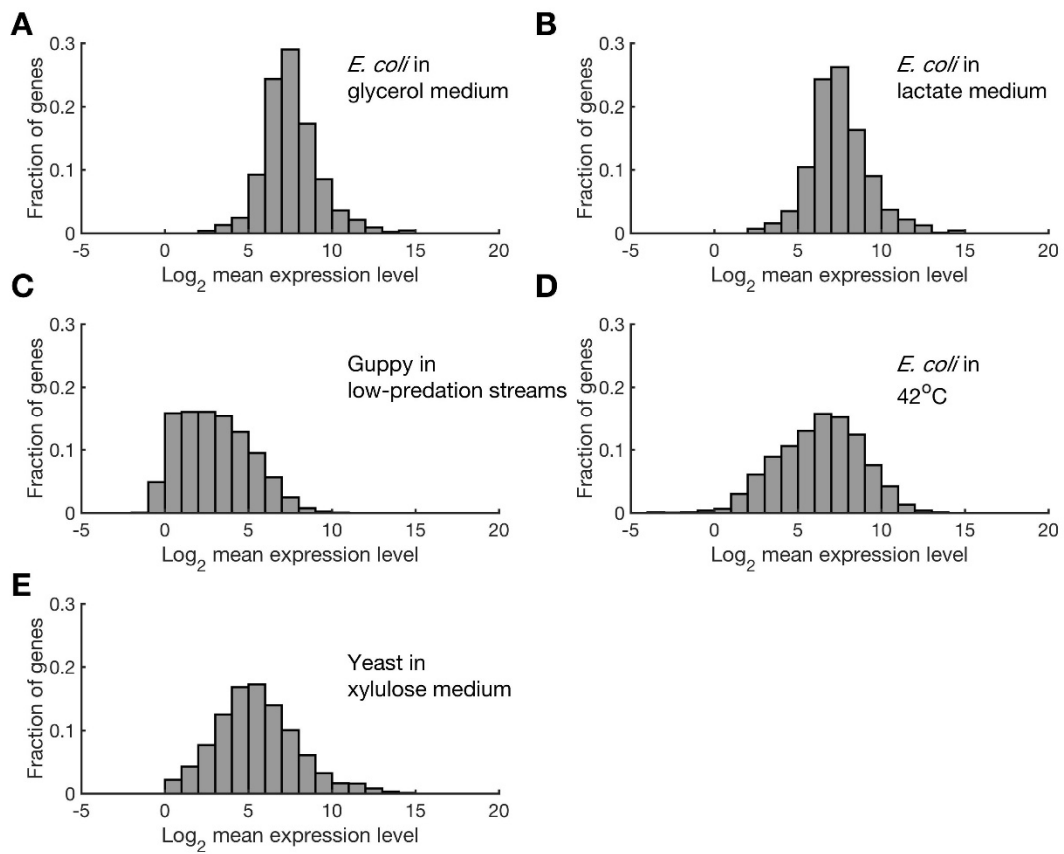 A
0.3
0.2
0.1
0
Fraction of genes
E. coli in
glycerol medium
-5 0 5 10 15 20
Log2 mean expression level
B
0.3
0.2
0.1
0
Fraction of genes
E. coli in
lactate medium
-5 0 5 10 15 20
Log2 mean expression level
C
0.3
0.2
0.1
0
Fraction of genes
Guppy in
low-predation streams
-5 0 5 10 15 20
Log2 mean expression level
D
0.3
0.2
0.1
0
Fraction of genes
E. coli in
42°C
-5 0 5 10 15 20
Log2 mean expression level
E
0.3
0.2
0.1
0
Fraction of genes
Yeast in
xylulose medium
-5 0 5 10 15 20
Log2 mean expression level